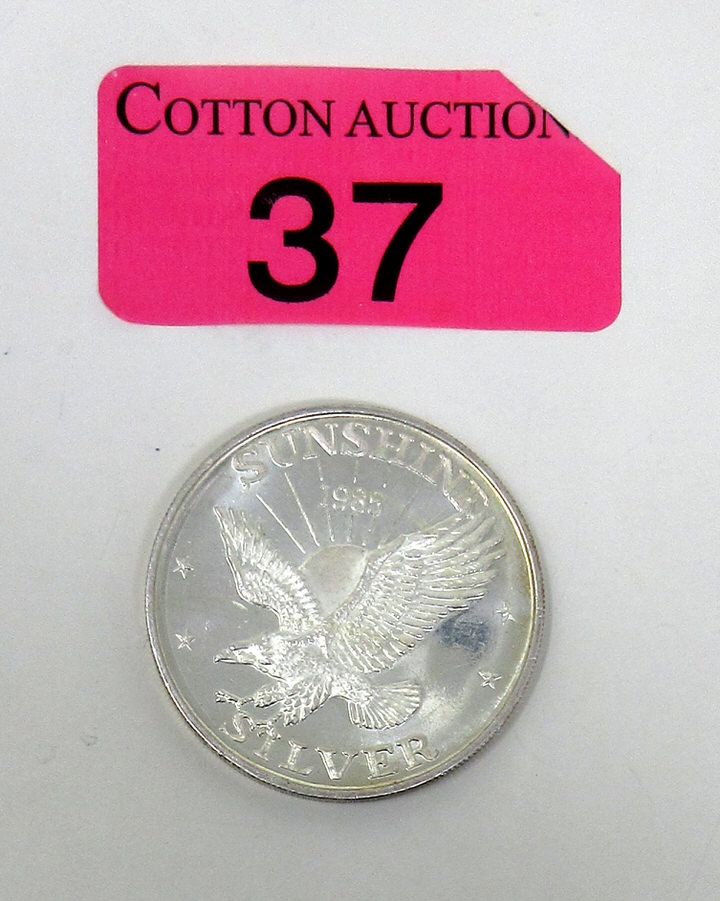 COTTON AUCTION
37
SUNSHINE
1985
SILVER